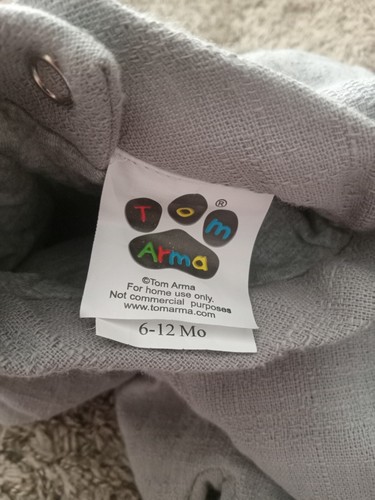 Tom ®
Arma
©Tom Arma
For home use only.
Not commercial purposes
www.tomarma.com
6-12 Mo